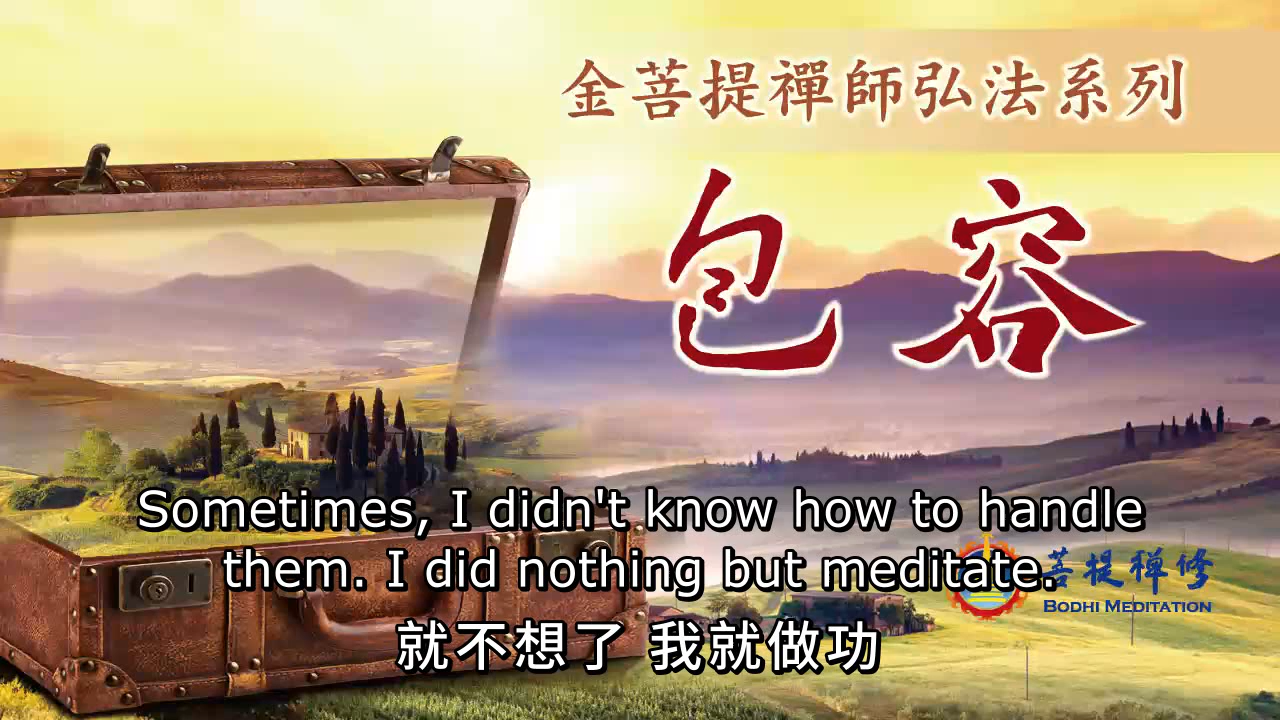 金菩提禪師弘法系列
包容
Sometimes, I didn't know how to handle
them. I did nothing but meditate.
菩提禪修
BODHI MEDITATION
就不想了 我就做功